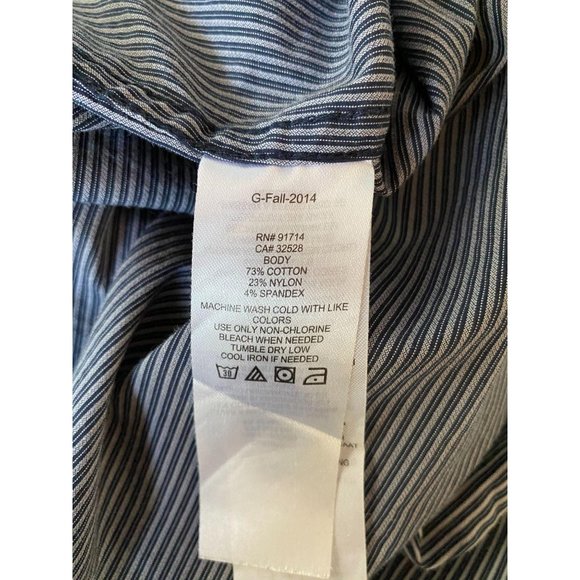 G-Fall-2014
RN# 91714
CA# 32528
BODY
73% COTTON
23% NYLON
4% SPANDEX
MACHINE WASH COLD WITH LIKE
COLORS
USE ONLY NON-CHLORINE
BLEACH WHEN NEEDED
TUMBLE DRY LOW
COOL IRON IF NEEDED
30